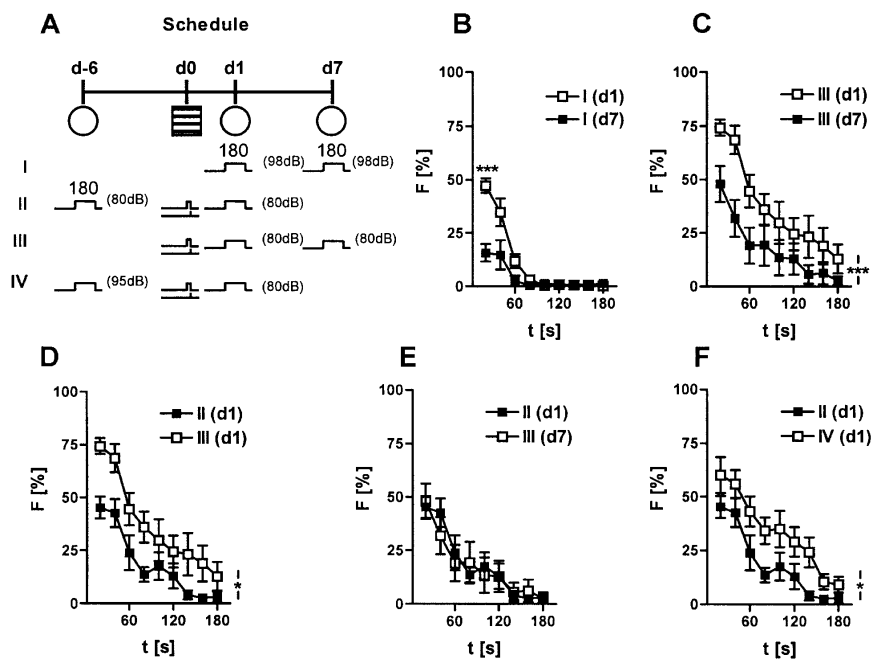 A Schedule
d-6 d0 d1 d7
180 180
I (98dB) (98dB)
180
II (80dB) (80dB)
III (80dB) (80dB)
IV (95dB) (80dB)
B
I (d1)
I (d7)
100
75
50
25
0
F [%]
***
60 120 180
t [s]
C
III (d1)
III (d7)
100
75
50
25
0
F [%]
***
60 120 180
t [s]
D
II (d1)
III (d1)
100
75
50
25
0
F [%]
*
60 120 180
t [s]
E
II (d1)
III (d7)
100
75
50
25
0
F [%]
60 120 180
t [s]
F
II (d1)
IV (d1)
100
75
50
25
0
F [%]
*
60 120 180
t [s]